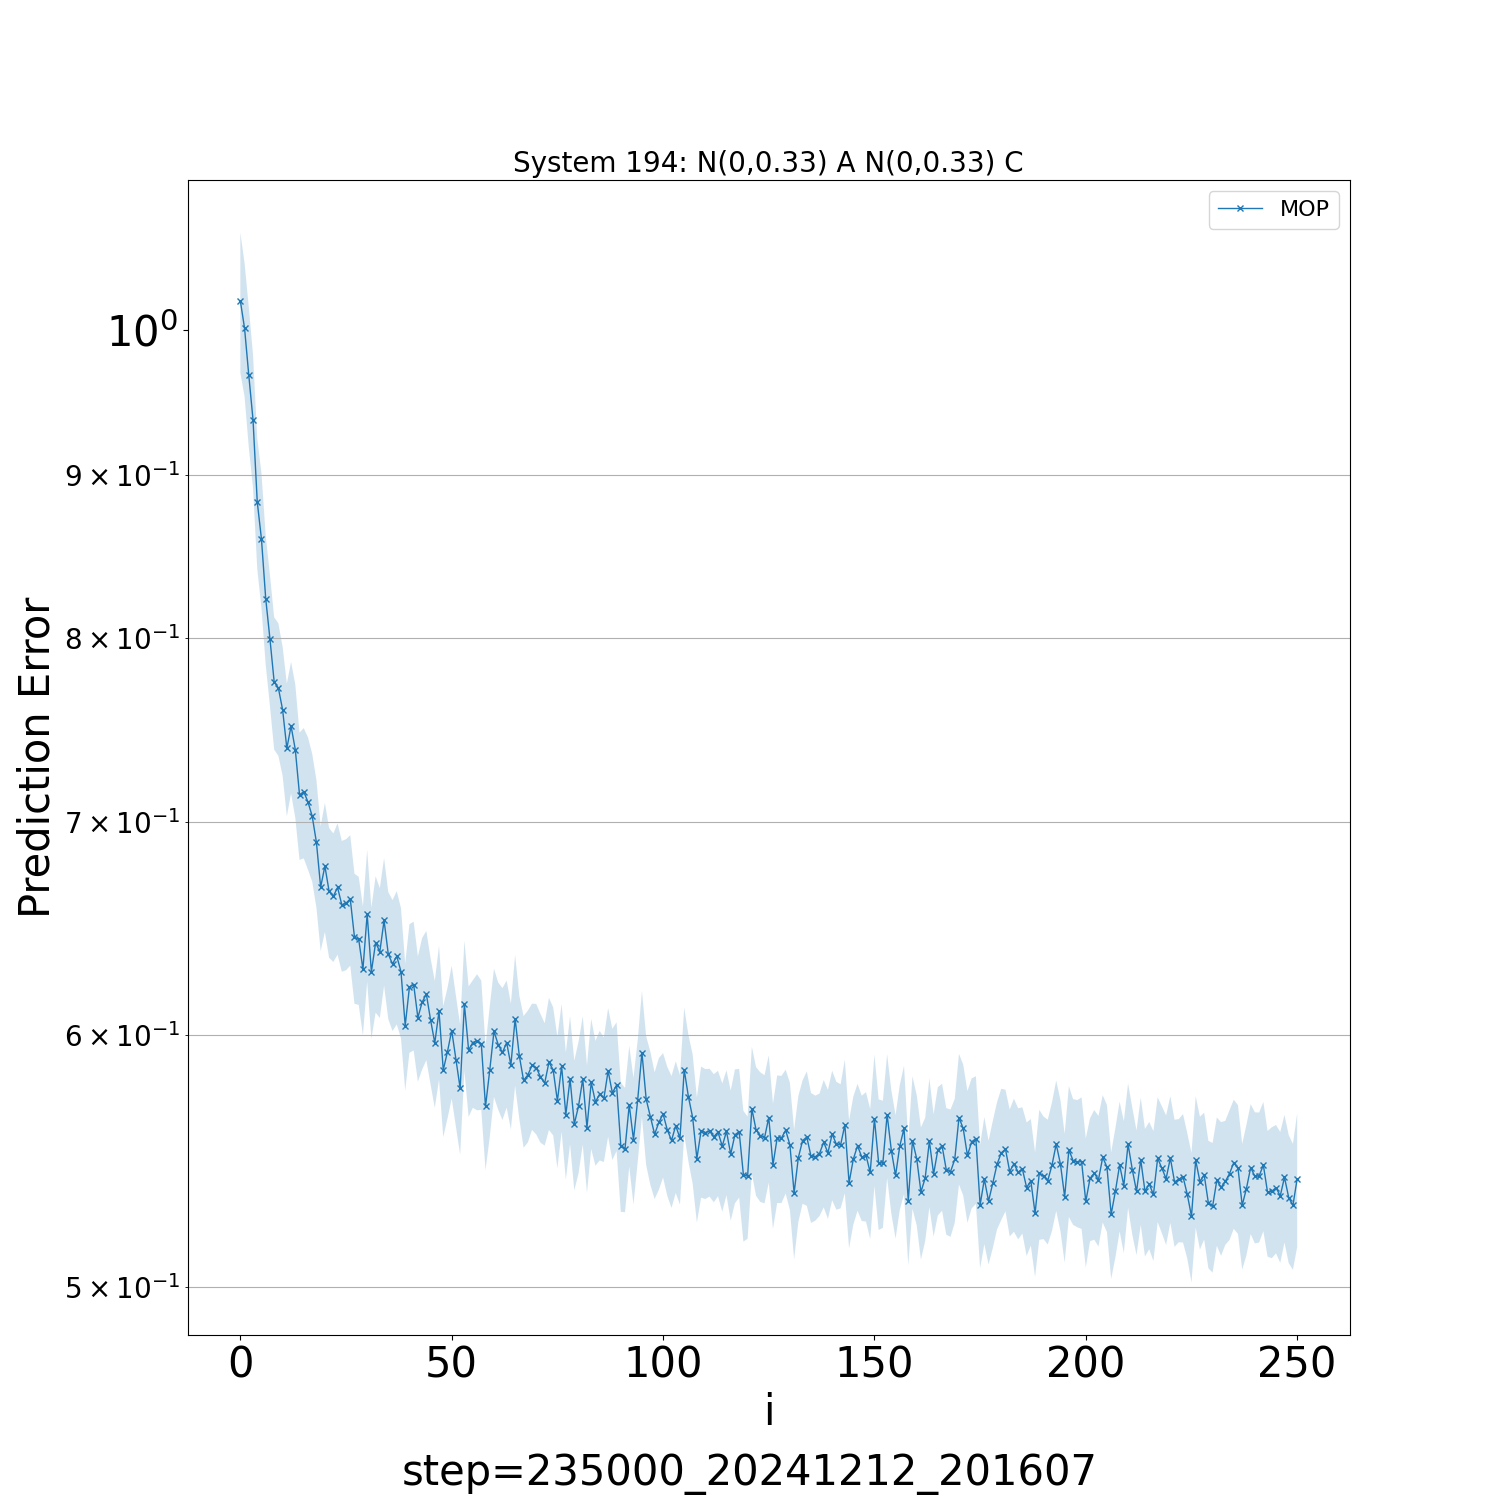 System 194: N(0,0.33) A N(0,0.33) C
MOP
10⁰
9 × 10⁻¹
8 × 10⁻¹
7 × 10⁻¹
6 × 10⁻¹
5 × 10⁻¹
Prediction Error
0 50 100 150 200 250
i
step=235000_20241212_201607